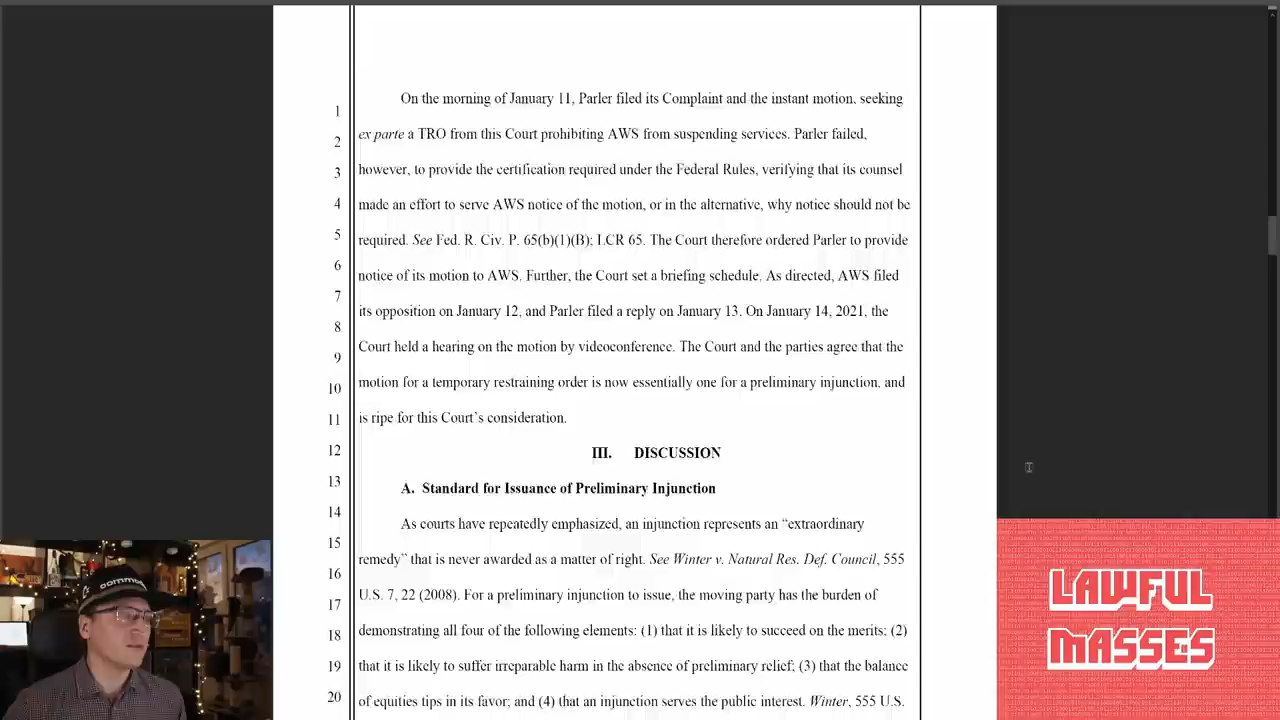 On the morning of January 11, Parler filed its Complaint and the instant motion, seeking
1
ex parte a TRO from this Court prohibiting AWS from suspending services. Parler failed,
2
however, to provide the certification required under the Federal Rules, verifying that its counsel
3
made an effort to serve AWS notice of the motion, or in the alternative, why notice should not be
4
required. See Fed. R. Civ. P. 65(b)(1)(B); LCR 65. The Court therefore ordered Parler to provide
5
notice of its motion to AWS. Further, the Court set a briefing schedule. As directed, AWS filed
6
its opposition on January 12, and Parler filed a reply on January 13. On January 14, 2021, the
7
Court held a hearing on the motion by videoconference. The Court and the parties agree that the
8
9
motion for a temporary restraining order is now essentially one for a preliminary injunction, and
10
is ripe for this Court's consideration.
11
III. DISCUSSION
12
A. Standard for Issuance of Preliminary Injunction
13
As courts have repeatedly emphasized, an injunction represents an “extraordinary
14
remedy” that is never awarded as a matter of right. See Winter v. Natural Res. Def. Council, 555
15
16
U.S. 7, 22 (2008). For a preliminary injunction to issue, the moving party has the burden of
17
demonstrating all four of the following elements: (1) that it is likely to succeed on the merits; (2)
18
that it is likely to suffer irreparable harm in the absence of preliminary relief; (3) that the balance
19
of equities tips in its favor; and (4) that an injunction serves the public interest. Winter, 555 U.S.
20
LAWFUL
MASSES